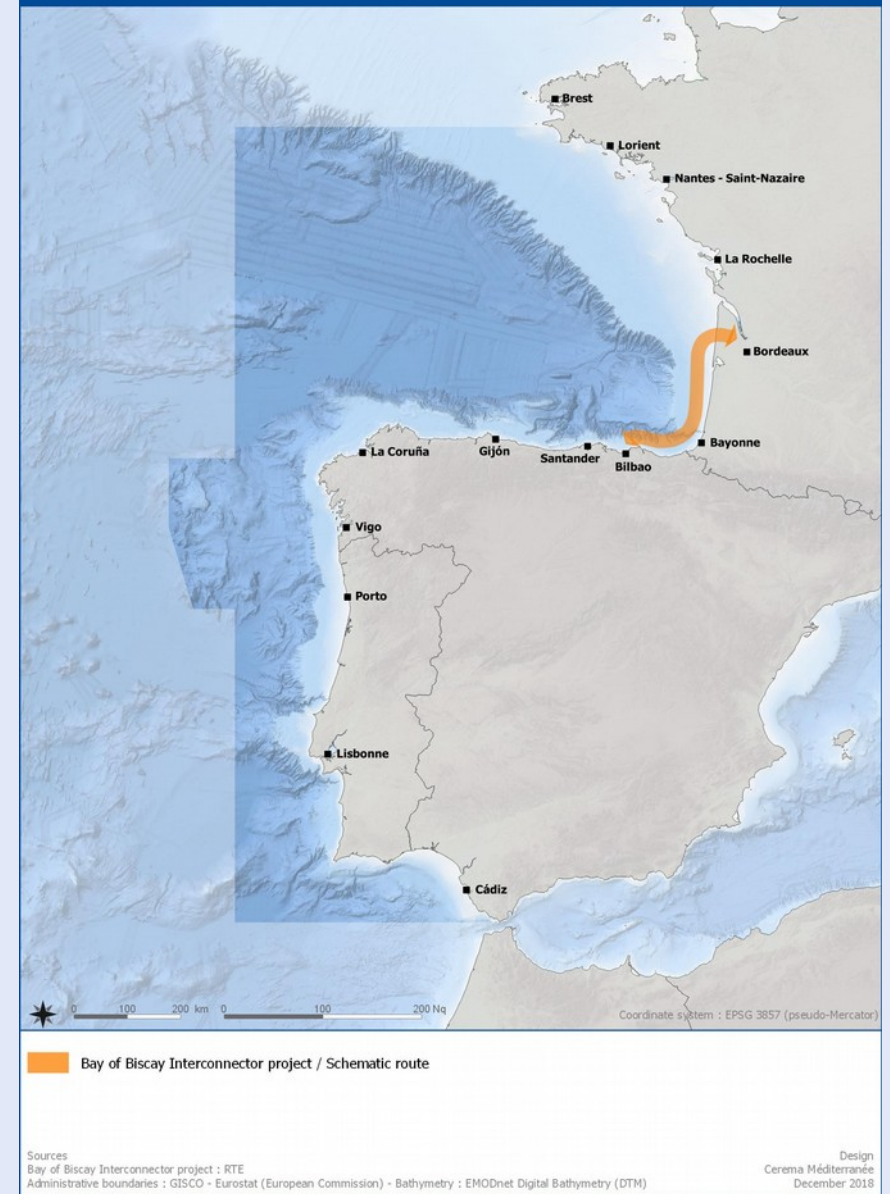 Brest
Lorient
Nantes - Saint-Nazaire
La Rochelle
Bordeaux
Bayonne
La Coruña
Gijón
Santander
Bilbao
Vigo
Porto
Lisbonne
Cádiz
0 100 200 km 0 100 200 Nq
Coordinate system : EPSG 3857 (pseudo-Mercator)
Bay of Biscay Interconnector project / Schematic route
Sources
Bay of Biscay Interconnector project : RTE
Administrative boundaries : GISCO - Eurostat (European Commission) - Bathymetry : EMODnet Digital Bathymetry (DTM)
Design
Cerema Méditerranée
December 2018